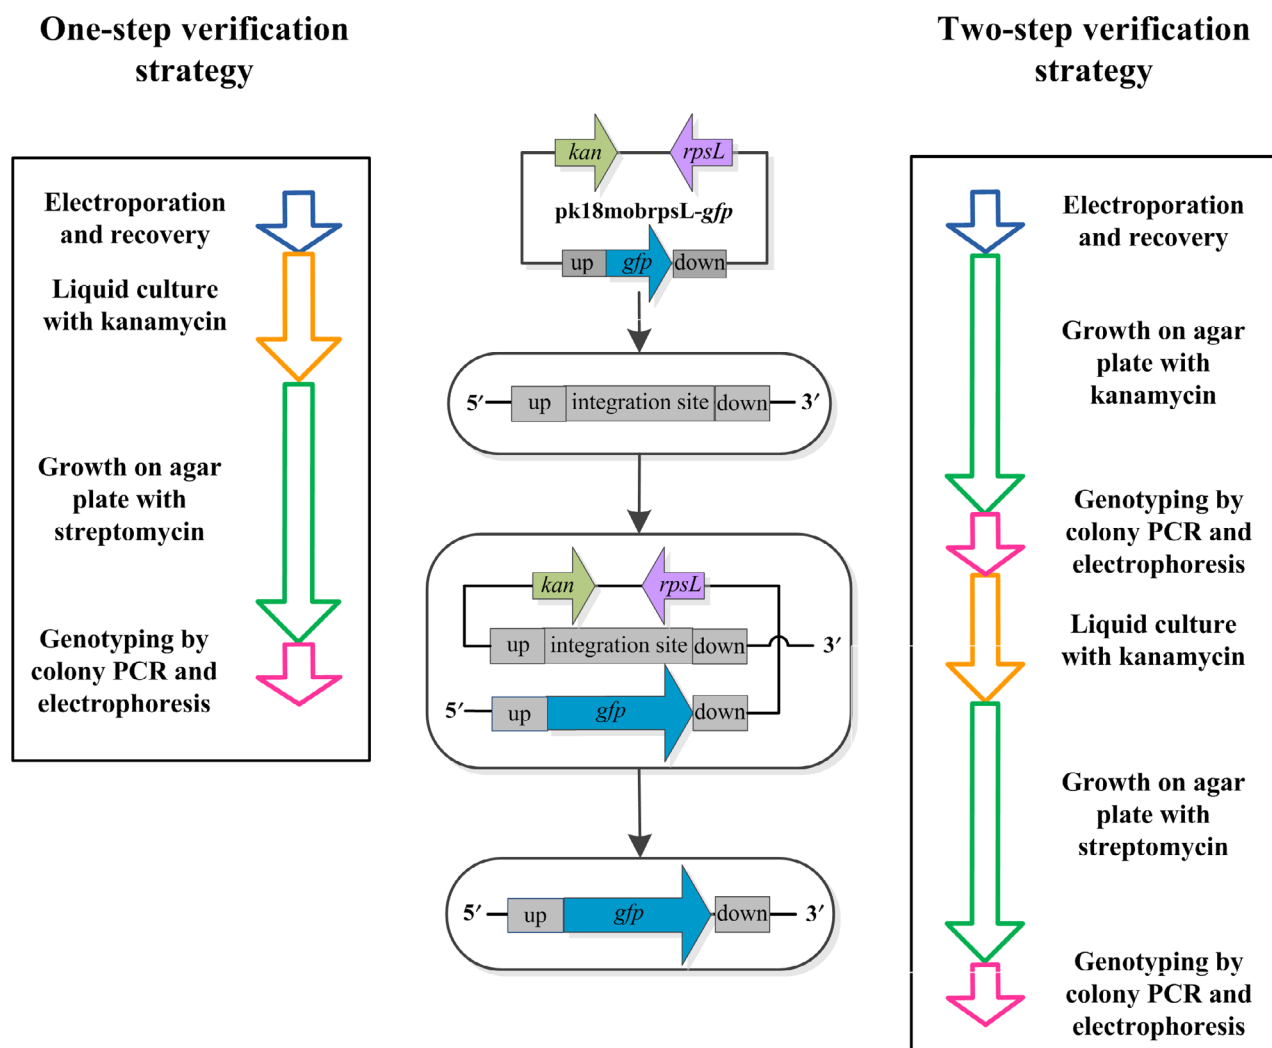 One-step verification
strategy
Electroporation
and recovery
Liquid culture
with kanamycin
Growth on agar
plate with
streptomycin
Genotyping by
colony PCR and
electrophoresis
kan
rpsL
pk18mobrpsL-gfp
up
gfp
down
5′
up
integration site
down
3′
kan
rpsL
up
integration site
down
3′
5′
up
gfp
down
5′
up
gfp
down
3′
Two-step verification
strategy
Electroporation
and recovery
Growth on agar
plate with
kanamycin
Genotyping by
colony PCR and
electrophoresis
Liquid culture
with kanamycin
Growth on agar
plate with
streptomycin
Genotyping by
colony PCR and
electrophoresis